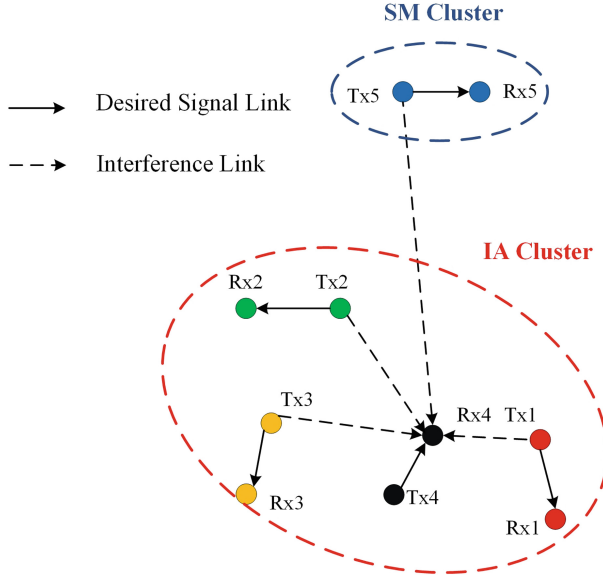 SM Cluster
Tx5
Rx5
Desired Signal Link
Interference Link
IA Cluster
Rx2
Tx2
Tx3
Rx4
Tx1
Rx3
Tx4
Rx1